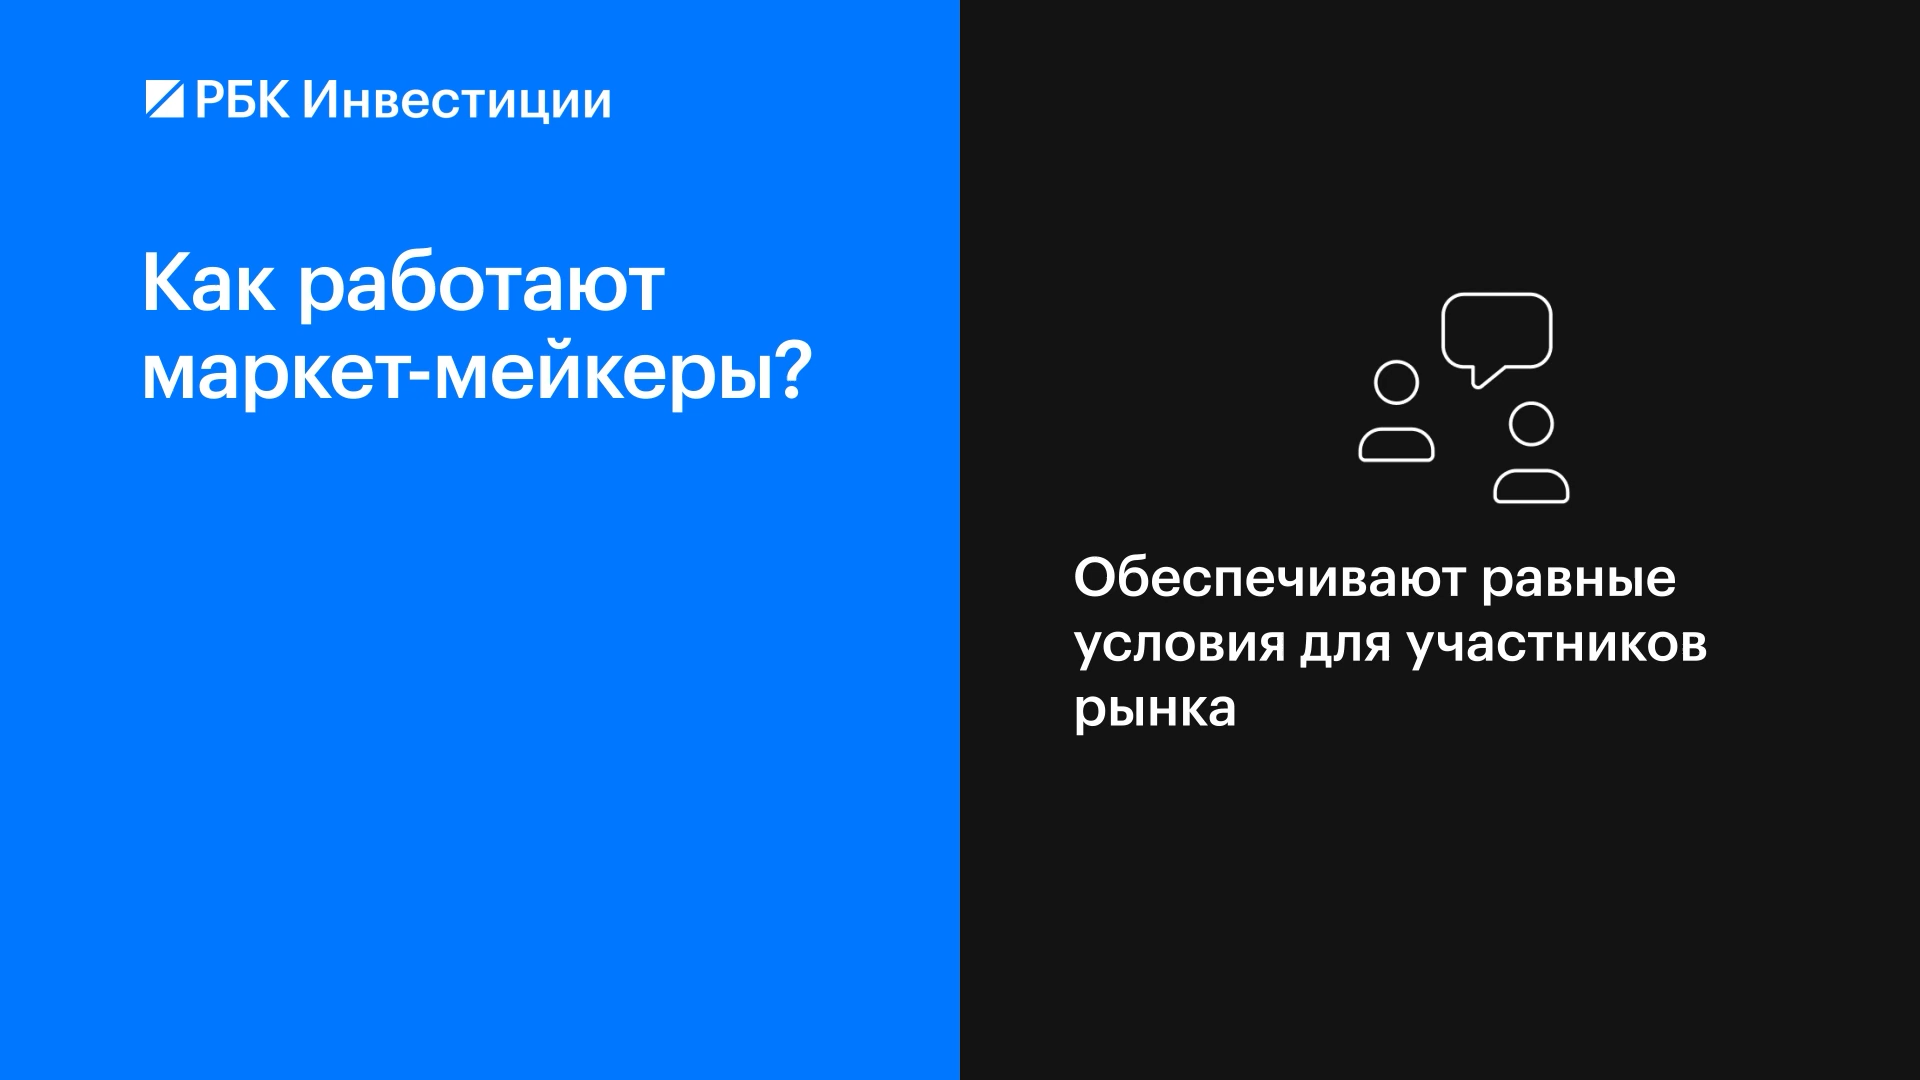 РБК Инвестиции
Как работают
маркет-мейкеры?
Обеспечивают равные
условия для участников
рынка